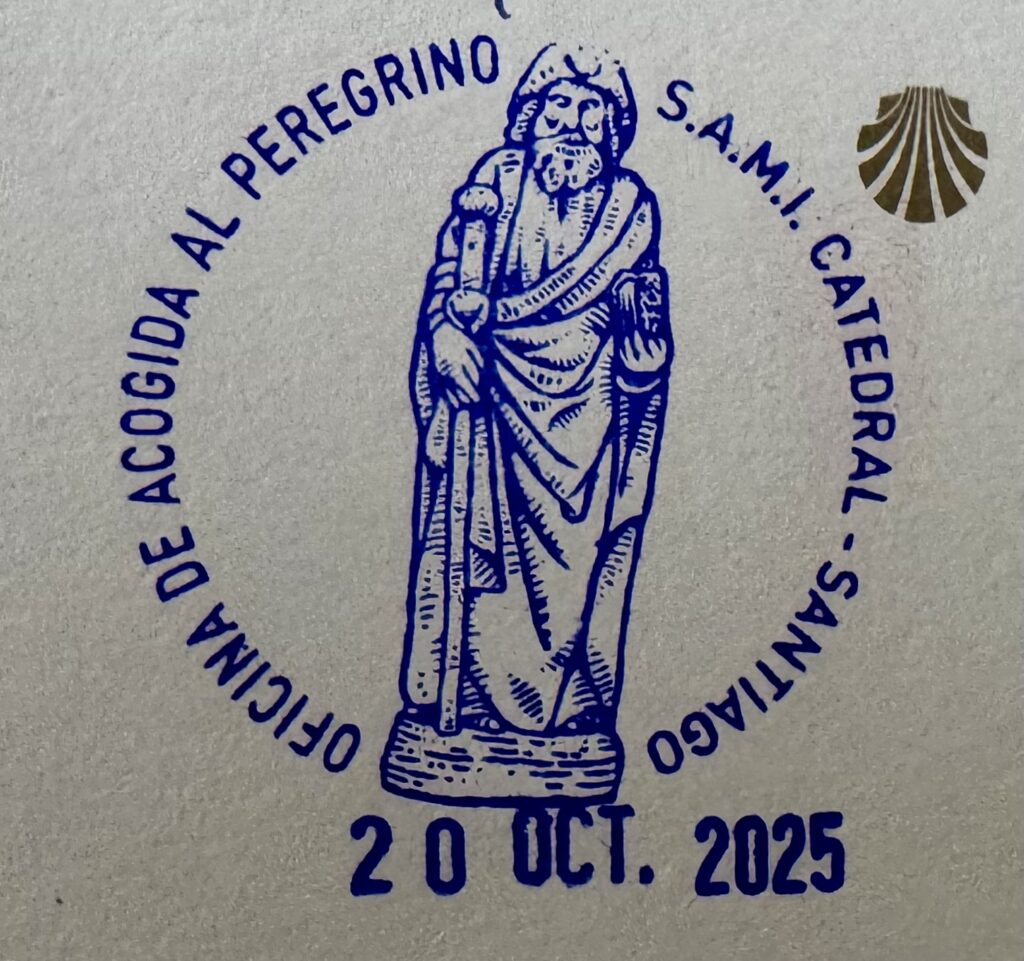 OFICINA DE ACOGIDA AL PEREGRINO
S.A.M.I. CATEDRAL - SANTIAGO
20 OCT. 2025